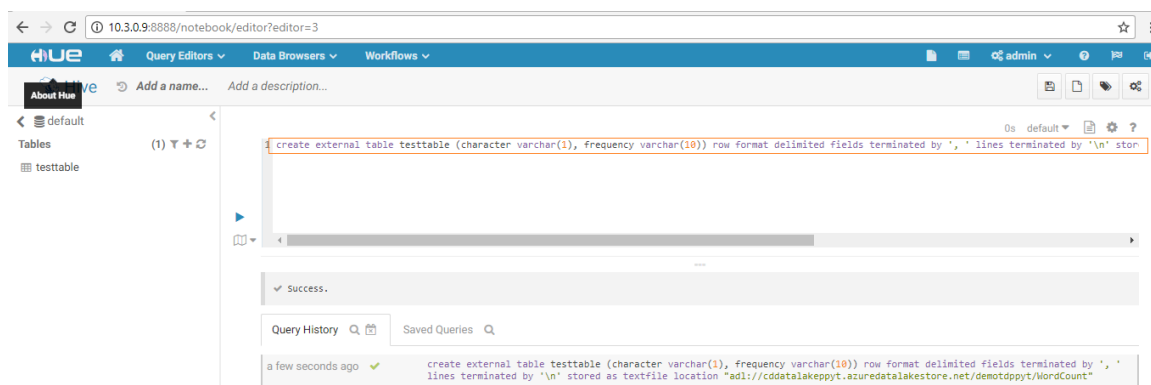 10.3.0.9:8888/notebook/editor?editor=3
HUE Query Editors Data Browsers Workflows admin
Hive Add a name... Add a description...
About Hue
default
0s default ?
Tables (1)
1 create external table testtable (character varchar(1), frequency varchar(10)) row format delimited fields terminated by ', ' lines terminated by '\n' stor
testtable
Success.
Query History Saved Queries
a few seconds ago create external table testtable (character varchar(1), frequency varchar(10)) row format delimited fields terminated by ', '
lines terminated by '\n' stored as textfile location "adl://cddatalakeppyt.azuredatalakestore.net/demotdppyt/WordCount"